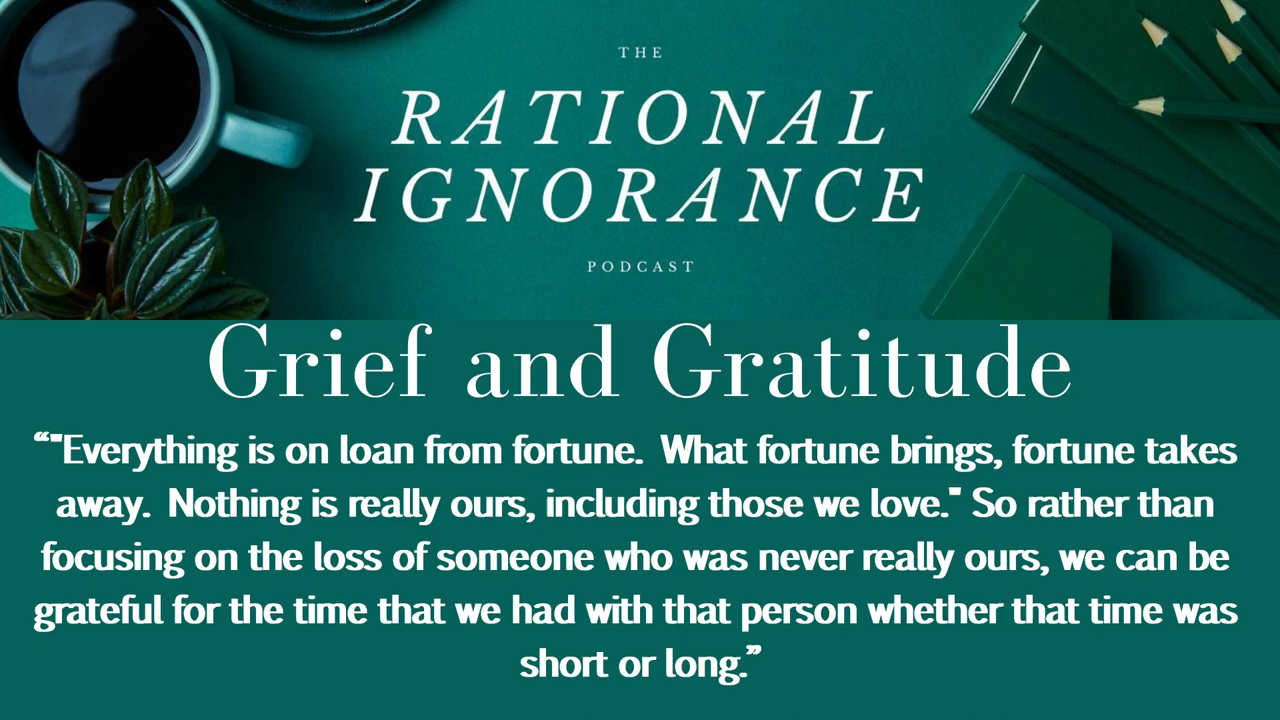 THE
RATIONAL
IGNORANCE
PODCAST
Grief and Gratitude
“"Everything is on loan from fortune.  What fortune brings, fortune takes
away.  Nothing is really ours, including those we love." So rather than
focusing on the loss of someone who was never really ours, we can be
grateful for the time that we had with that person whether that time was
short or long.”